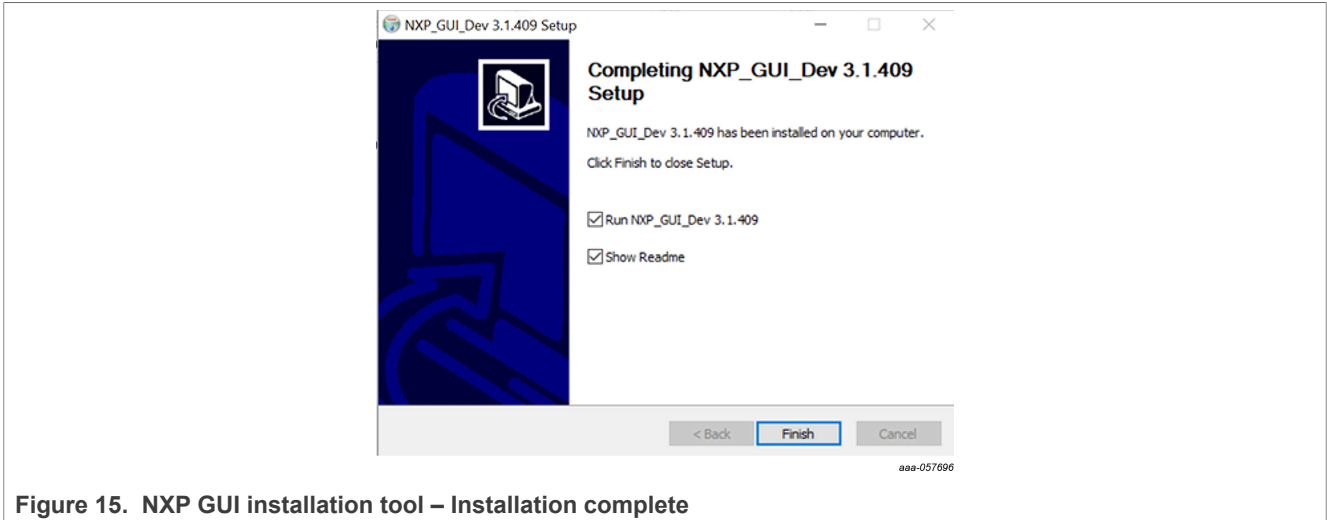 NXP_GUI_Dev 3.1.409 Setup
Completing NXP_GUI_Dev 3.1.409
Setup
NXP_GUI_Dev 3.1.409 has been installed on your computer.
Click Finish to close Setup.
Run NXP_GUI_Dev 3.1.409
Show Readme
< Back Finish Cancel
aaa-057696
Figure 15. NXP GUI installation tool – Installation complete